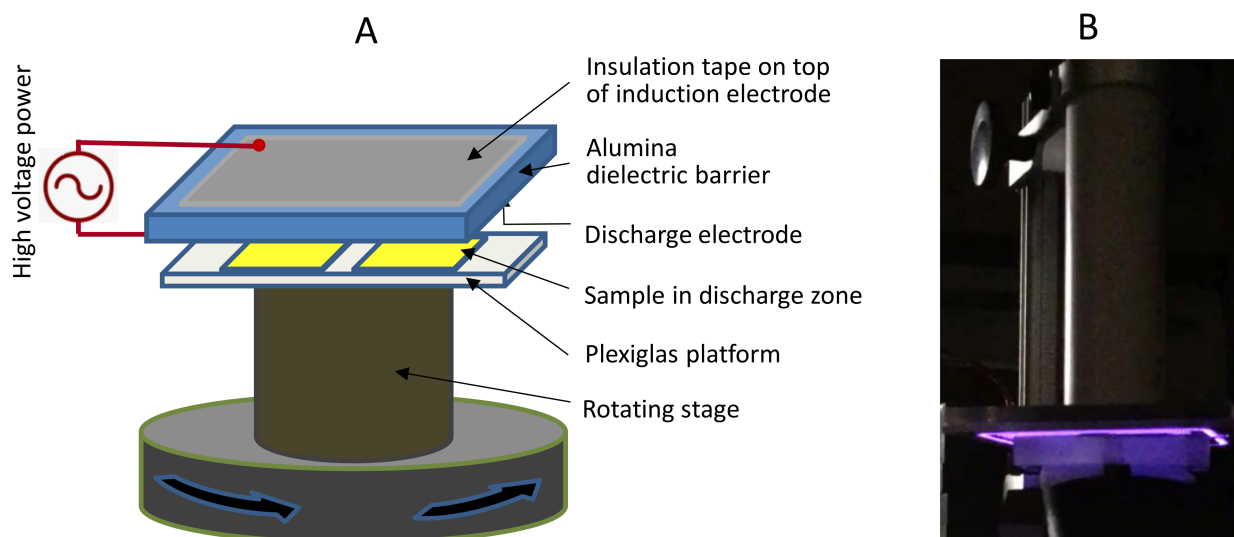 A
B
High voltage power
Insulation tape on top
of induction electrode
Alumina
dielectric barrier
Discharge electrode
Sample in discharge zone
Plexiglas platform
Rotating stage